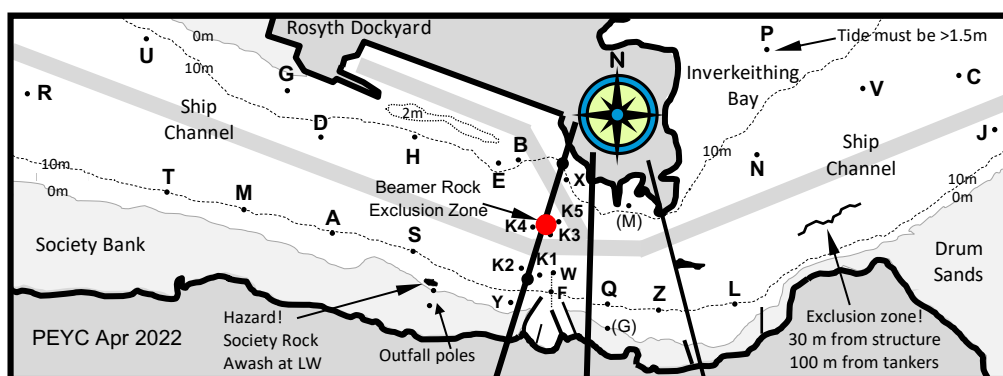 Rosyth Dockyard
P
Tide must be >1.5m
0m
U
10m
G
N
Inverkeithing
Bay
C
V
R
Ship
Channel
2m
D
H
B
E
10m
N
Ship
Channel
J
10m
0m
10m
0m
T
M
A
S
Beamer Rock
Exclusion Zone
X
K5
K4
K3
(M)
Society Bank
K2
K1
W
F
Y
Q
Z
L
(G)
Drum
Sands
Hazard!
Society Rock
Awash at LW
Outfall poles
Exclusion zone!
30 m from structure
100 m from tankers
PEYC Apr 2022